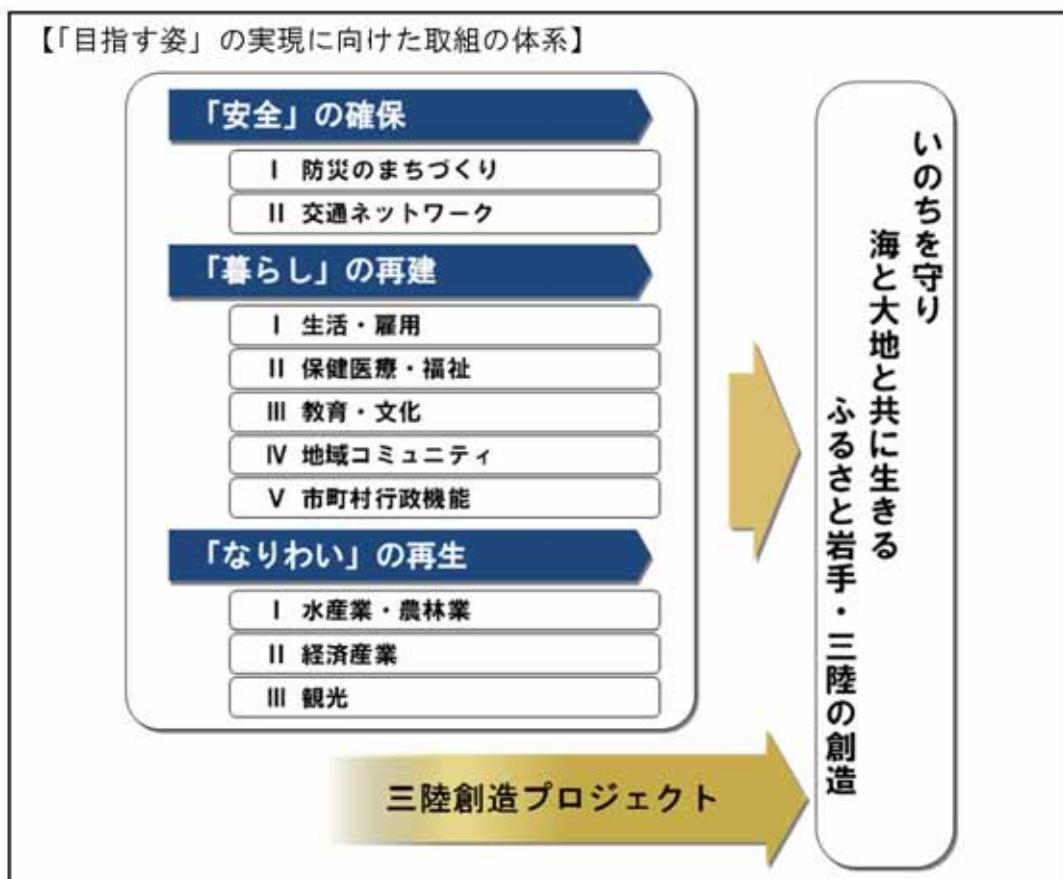 【「目指す姿」の実現に向けた取組の体系】
「安全」の確保
Ⅰ 防災のまちづくり
Ⅱ 交通ネットワーク
「暮らし」の再建
Ⅰ 生活・雇用
Ⅱ 保健医療・福祉
Ⅲ 教育・文化
Ⅳ 地域コミュニティ
Ⅴ 市町村行政機能
「なりわい」の再生
Ⅰ 水産業・農林業
Ⅱ 経済産業
Ⅲ 観光
三陸創造プロジェクト
いのちを守り
海と大地と共に生きる
ふるさと岩手・三陸の創造